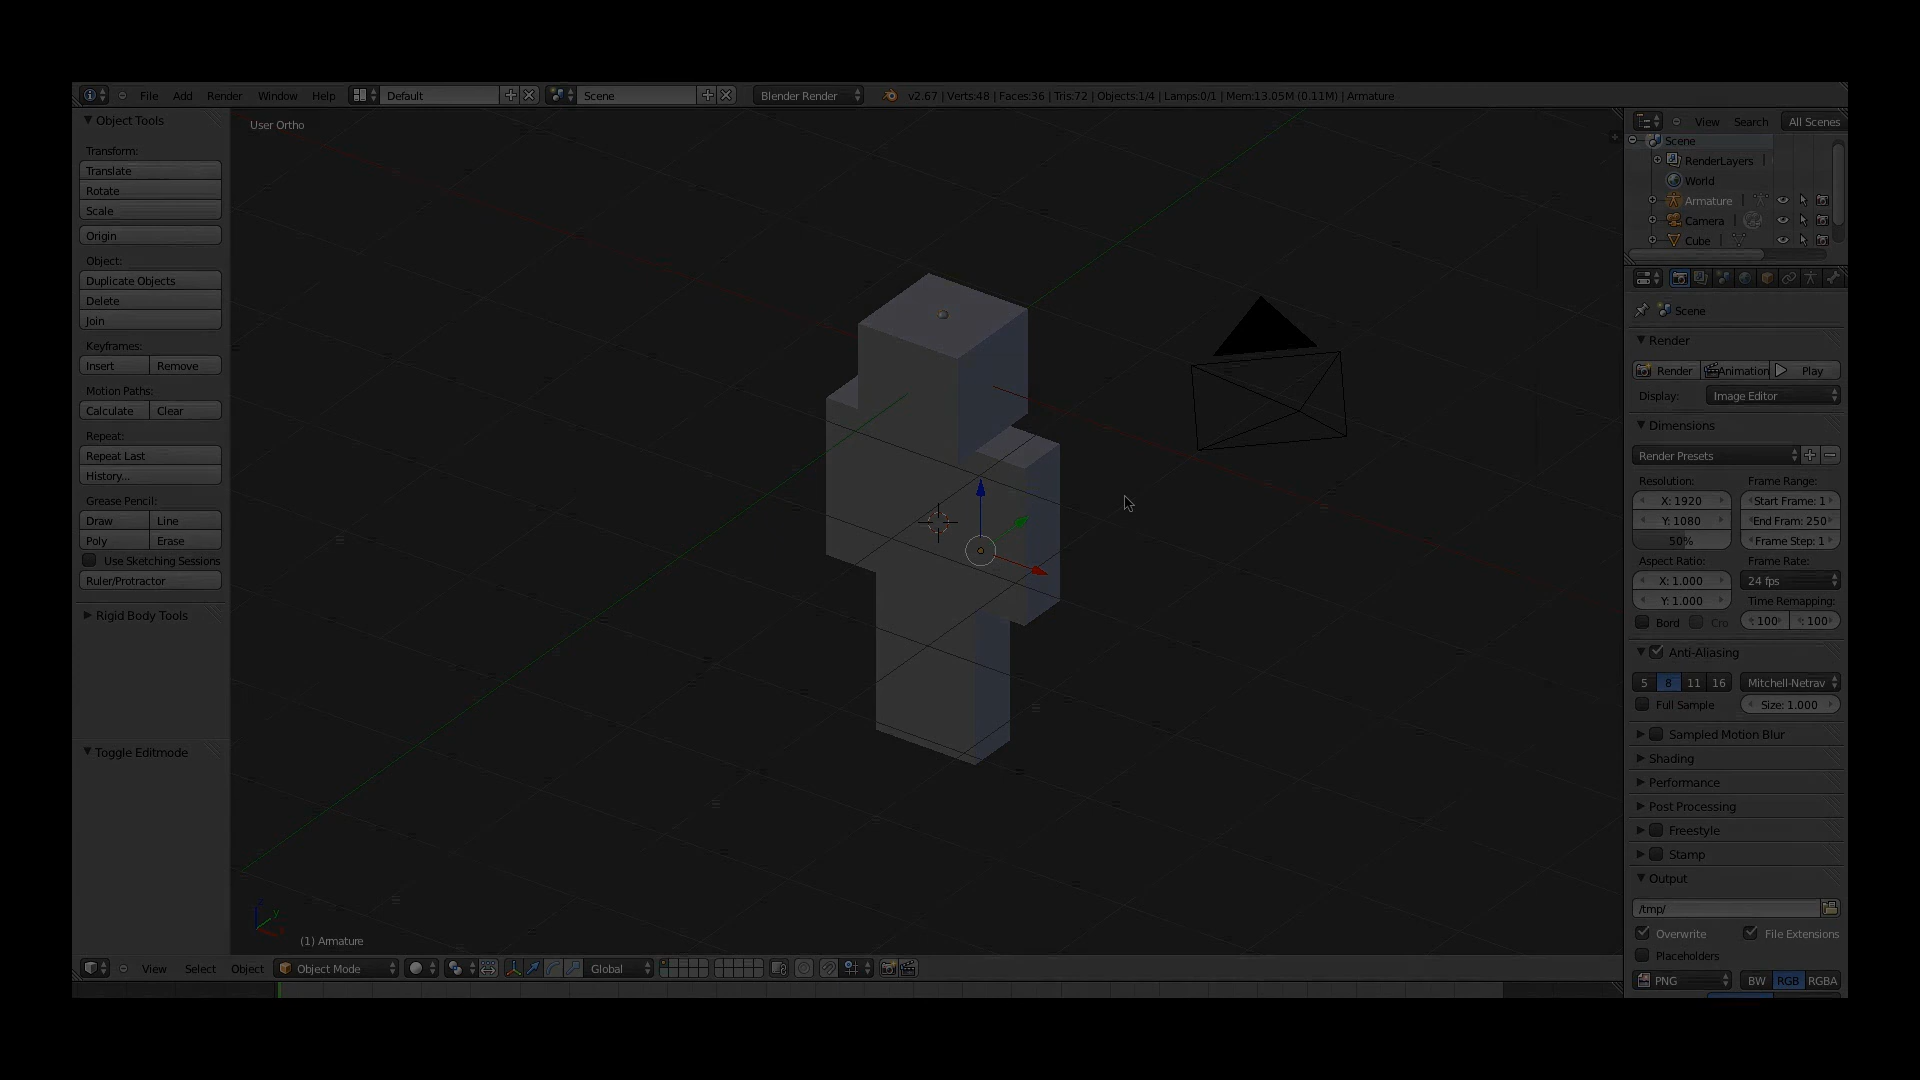 File Add Render Window Help Default Scene Blender Render v2.67 | Verts:48 | Faces:36 | Tris:72 | Objects:1/4 | Lamps:0/1 | Mem:13.05M (0.11M) | Armature
Object Tools
Transform:
Translate
Rotate
Scale
Origin
Object:
Duplicate Objects
Delete
Join
Keyframes:
Insert Remove
Motion Paths:
Calculate Clear
Repeat:
Repeat Last
History...
Grease Pencil:
Draw Line
Poly Erase
Use Sketching Sessions
Ruler/Protractor
Rigid Body Tools
Toggle Editmode
User Ortho
(1) Armature
View Select Object Object Mode Global
View Search All Scenes
Scene
RenderLayers
World
Armature
Camera
Cube
Scene
Render
Render Animation Play
Display: Image Editor
Dimensions
Render Presets
Resolution: Frame Range:
X: 1920 Start Frame: 1
Y: 1080 End Fram: 250
50% Frame Step: 1
Aspect Ratio: Frame Rate:
X: 1.000 24 fps
Y: 1.000 Time Remapping:
Bord Cro : 100 : 100
Anti-Aliasing
5 8 11 16 Mitchell-Netrav
Full Sample Size: 1.000
Sampled Motion Blur
Shading
Performance
Post Processing
Freestyle
Stamp
Output
/tmp/
Overwrite File Extensions
Placeholders
PNG BW RGB RGBA